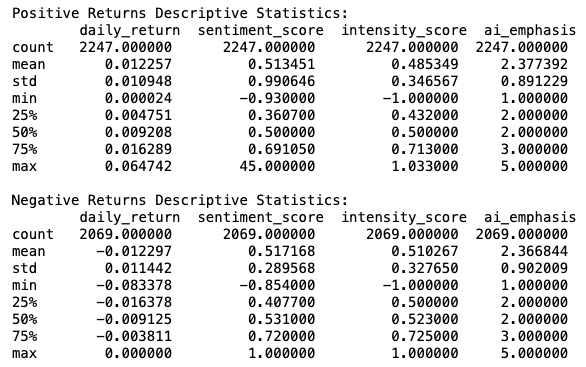 Positive Returns Descriptive Statistics:
daily_return sentiment_score intensity_score ai_emphasis
count 2247.000000 2247.000000 2247.000000 2247.000000
mean 0.012257 0.513451 0.485349 2.377392
std 0.010948 0.990646 0.346567 0.891229
min 0.000024 −0.930000 −1.000000 1.000000
25% 0.004751 0.360700 0.432000 2.000000
50% 0.009208 0.500000 0.500000 2.000000
75% 0.016289 0.691050 0.713000 3.000000
max 0.064742 45.000000 1.033000 5.000000
Negative Returns Descriptive Statistics:
daily_return sentiment_score intensity_score ai_emphasis
count 2069.000000 2069.000000 2069.000000 2069.000000
mean −0.012297 0.517168 0.510267 2.366844
std 0.011442 0.289568 0.327650 0.902009
min −0.083378 −0.854000 −1.000000 1.000000
25% −0.016378 0.407700 0.500000 2.000000
50% −0.009125 0.531000 0.523000 2.000000
75% −0.003811 0.720000 0.725000 3.000000
max 0.000000 1.000000 1.000000 5.000000